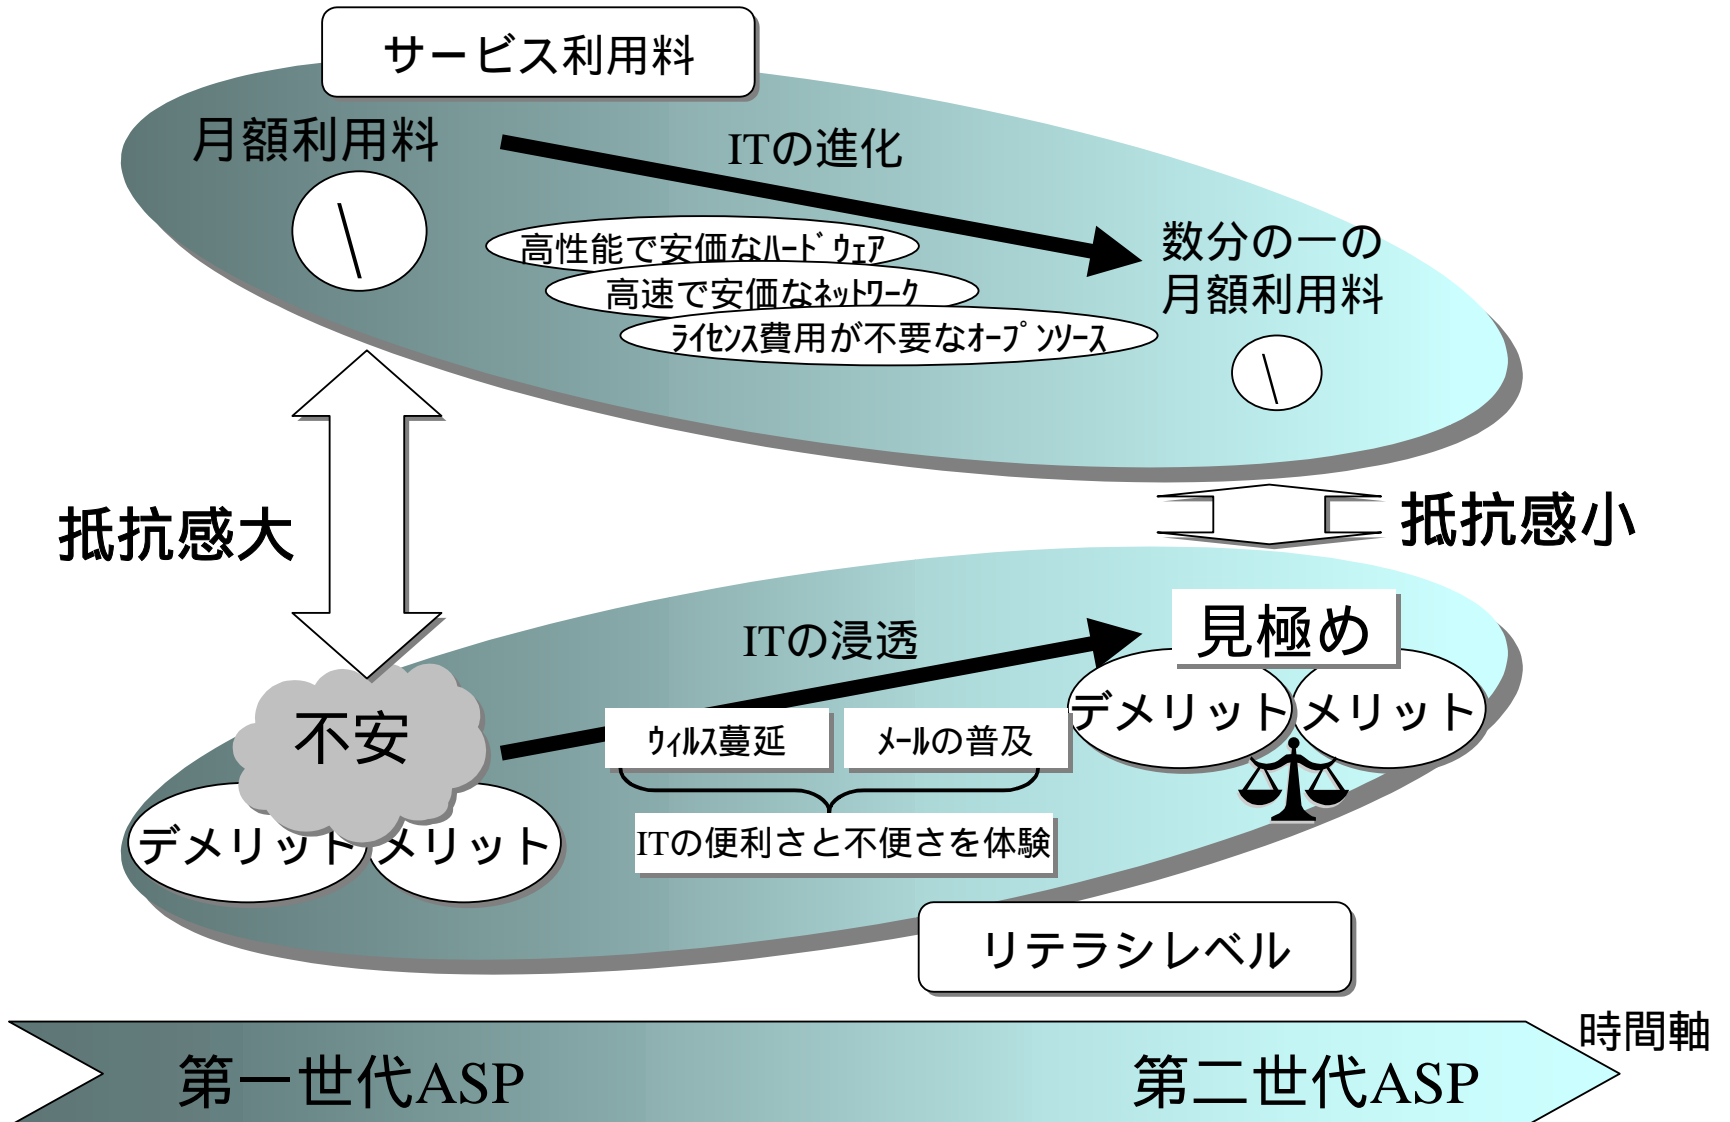 サービス利用料
月額利用料
ITの進化
\
高性能で安価なﾊｰﾄﾞｳｪｱ
高速で安価なﾈｯﾄﾜｰｸ
ﾗｲｾﾝｽ費用が不要なｵｰﾌﾟﾝｿｰｽ
数分の一の
月額利用料
\
抵抗感大
抵抗感小
ITの浸透
見極め
デメリット
メリット
不安
ｳｨﾙｽ蔓延
ﾒｰﾙの普及
デメリット
メリット
ITの便利さと不便さを体験
リテラシレベル
時間軸
第一世代ASP
第二世代ASP